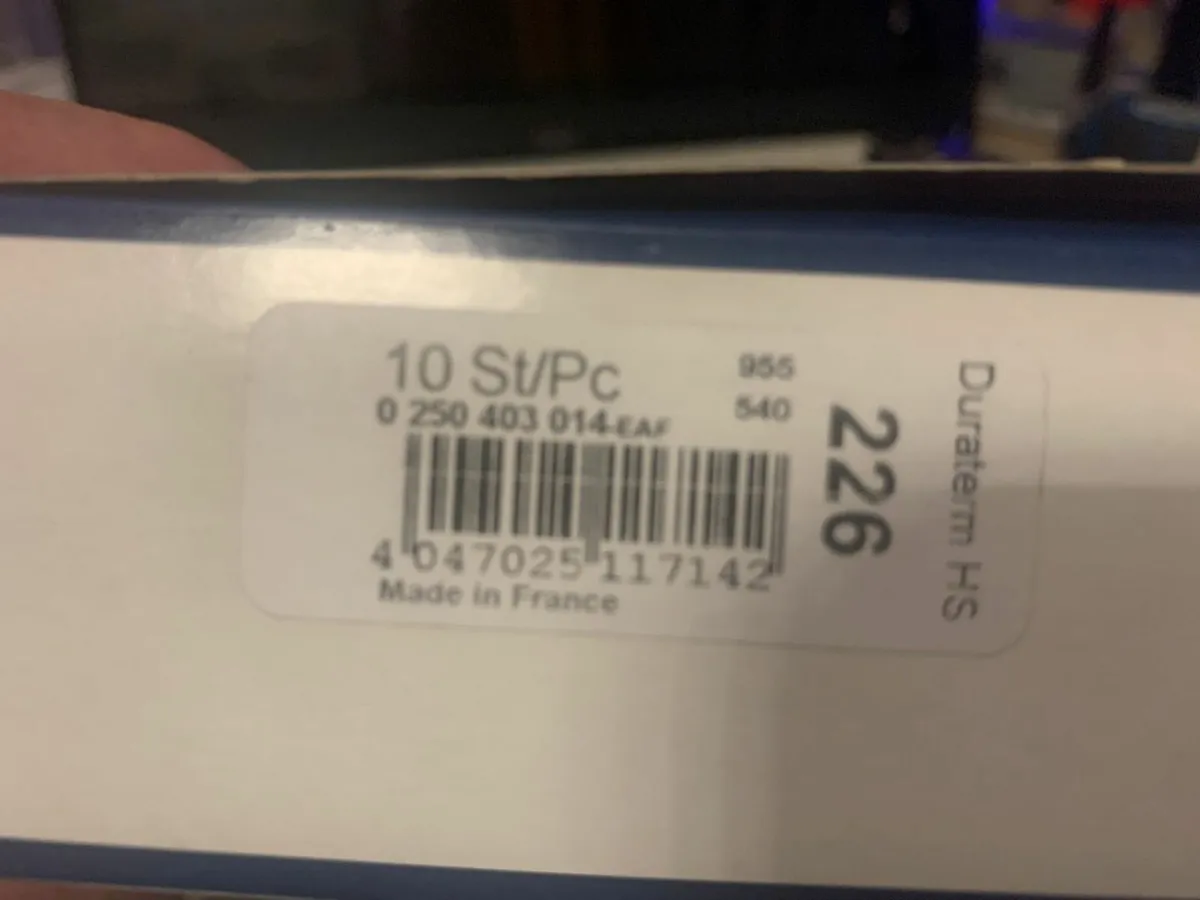 10 St/Pc
955
0 250 403 014-EAF
540
4 047025 117142
Made in France
226
Duraterm HS